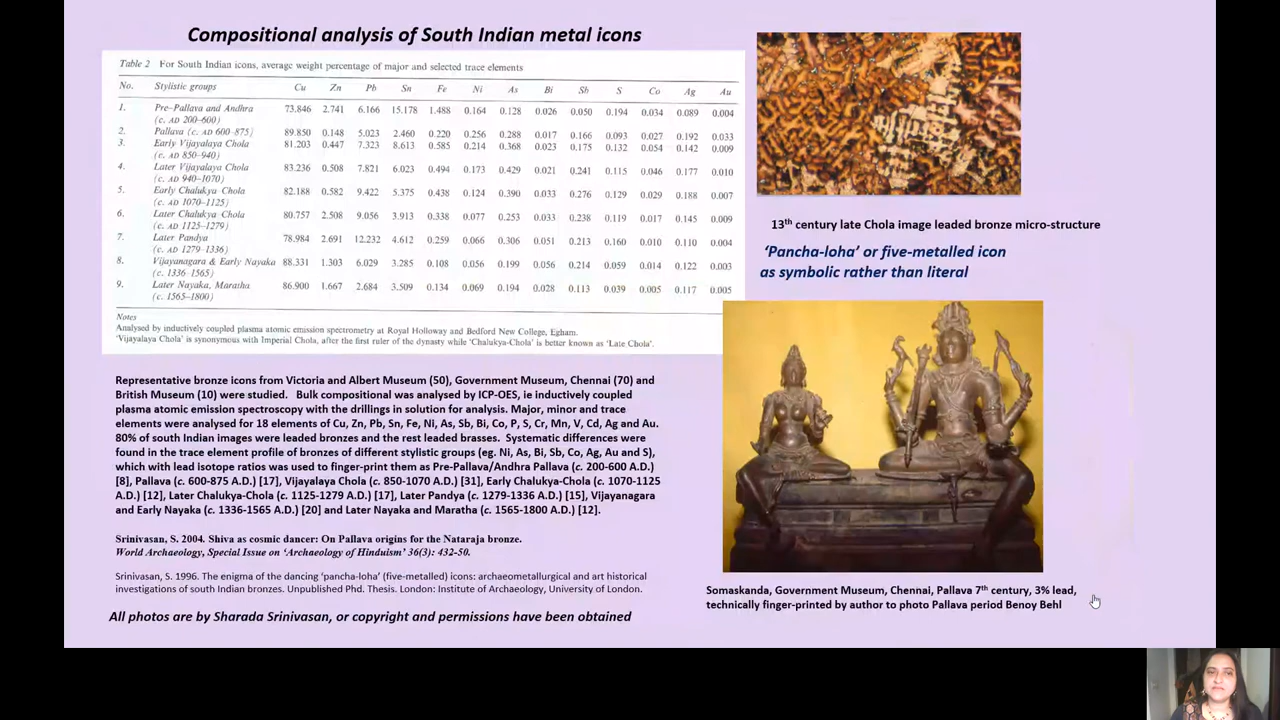 Compositional analysis of South Indian metal icons
Table 2 For South Indian icons, average weight percentage of major and selected trace elements
No. Stylistic groups Cu Zn Pb Sn Fe Ni As Bi Sb S Co Ag Au
1. Pre-Pallava and Andhra 73.846 2.741 6.166 15.178 1.488 0.164 0.128 0.026 0.050 0.194 0.034 0.089 0.004
(c. AD 200–600)
2. Pallava (c. AD 600–875) 89.850 0.148 5.023 2.460 0.220 0.256 0.288 0.017 0.166 0.093 0.027 0.192 0.033
3. Early Vijayalaya Chola 81.203 0.447 7.323 8.613 0.585 0.214 0.368 0.023 0.175 0.132 0.054 0.142 0.009
(c. AD 850–940)
4. Later Vijayalaya Chola 83.236 0.508 7.821 6.023 0.494 0.173 0.429 0.021 0.241 0.115 0.046 0.177 0.010
(c. AD 940–1070)
5. Early Chalukya Chola 82.188 0.582 9.422 5.375 0.438 0.124 0.390 0.033 0.276 0.129 0.029 0.188 0.007
(c. AD 1070–1125)
6. Later Chalukya Chola 80.757 2.508 9.056 3.913 0.338 0.077 0.253 0.033 0.238 0.119 0.017 0.145 0.009
(c. AD 1125–1279)
7. Later Pandya 78.984 2.691 12.232 4.612 0.259 0.066 0.306 0.051 0.213 0.160 0.010 0.110 0.004
(c. AD 1279–1336)
8. Vijayanagara & Early Nayaka 88.331 1.303 6.029 3.285 0.108 0.056 0.199 0.056 0.214 0.059 0.014 0.122 0.003
(c. 1336–1565)
9. Later Nayaka, Maratha 86.900 1.667 2.684 3.509 0.134 0.069 0.194 0.028 0.113 0.039 0.005 0.117 0.005
(c. 1565–1800)
Notes
Analysed by inductively coupled plasma atomic emission spectrometry at Royal Holloway and Bedford New College, Egham.
'Vijayalaya Chola' is synonymous with Imperial Chola, after the first ruler of the dynasty while 'Chalukya-Chola' is better known as 'Late Chola'.
Representative bronze icons from Victoria and Albert Museum (50), Government Museum, Chennai (70) and
British Museum (10) were studied. Bulk compositional was analysed by ICP-OES, ie inductively coupled
plasma atomic emission spectroscopy with the drillings in solution for analysis. Major, minor and trace
elements were analysed for 18 elements of Cu, Zn, Pb, Sn, Fe, Ni, As, Sb, Bi, Co, P, S, Cr, Mn, V, Cd, Ag and Au.
80% of south Indian images were leaded bronzes and the rest leaded brasses. Systematic differences were
found in the trace element profile of bronzes of different stylistic groups (eg. Ni, As, Bi, Sb, Co, Ag, Au and S),
which with lead isotope ratios was used to finger-print them as Pre-Pallava/Andhra Pallava (c. 200-600 A.D.)
[8], Pallava (c. 600-875 A.D.) [17], Vijayalaya Chola (c. 850-1070 A.D.) [31], Early Chalukya-Chola (c. 1070-1125
A.D.) [12], Later Chalukya-Chola (c. 1125-1279 A.D.) [17], Later Pandya (c. 1279-1336 A.D.) [15], Vijayanagara
and Early Nayaka (c. 1336-1565 A.D.) [20] and Later Nayaka and Maratha (c. 1565-1800 A.D.) [12].
Srinivasan, S. 2004. Shiva as cosmic dancer: On Pallava origins for the Nataraja bronze.
World Archaeology, Special Issue on 'Archaeology of Hinduism' 36(3): 432-50.
Srinivasan, S. 1996. The enigma of the dancing 'pancha-loha' (five-metalled) icons: archaeometallurgical and art historical
investigations of south Indian bronzes. Unpublished Phd. Thesis. London: Institute of Archaeology, University of London.
All photos are by Sharada Srinivasan, or copyright and permissions have been obtained
13th century late Chola image leaded bronze micro-structure
'Pancha-loha' or five-metalled icon
as symbolic rather than literal
Somaskanda, Government Museum, Chennai, Pallava 7th century, 3% lead,
technically finger-printed by author to photo Pallava period Benoy Behl